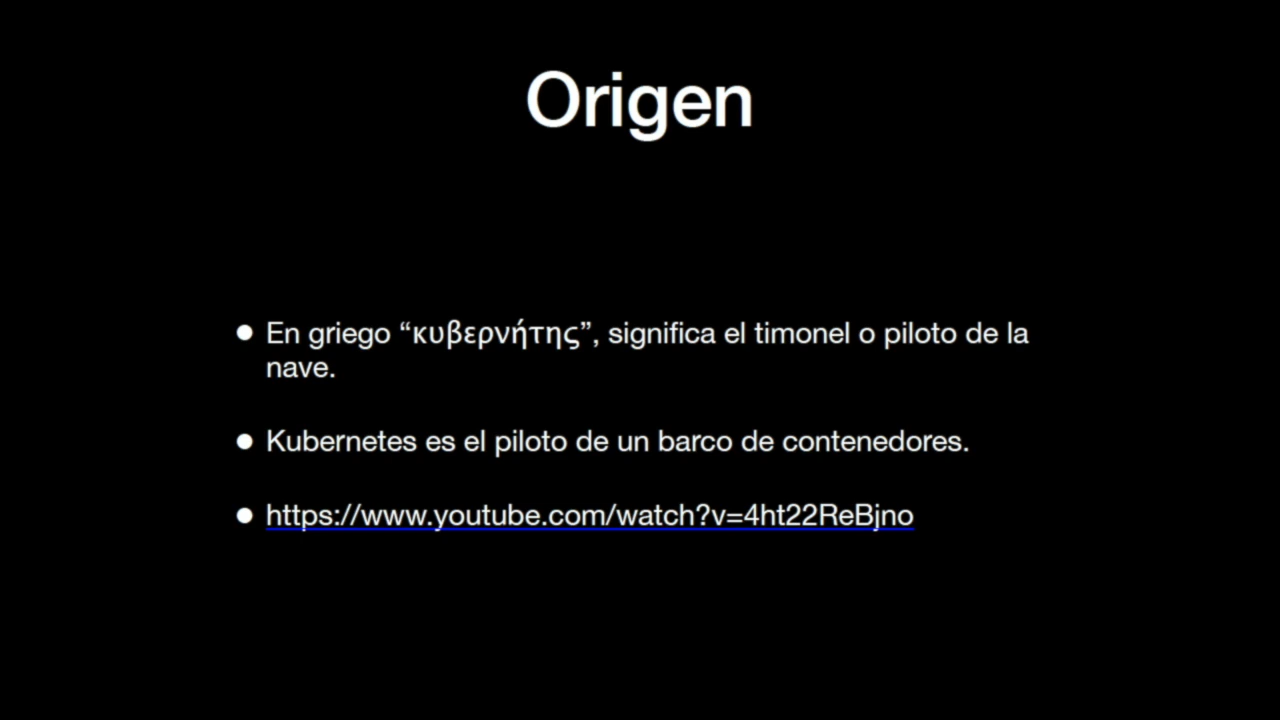 Origen
● En griego “κυβερνήτης”, significa el timonel o piloto de la
nave.
● Kubernetes es el piloto de un barco de contenedores.
● https://www.youtube.com/watch?v=4ht22ReBjno